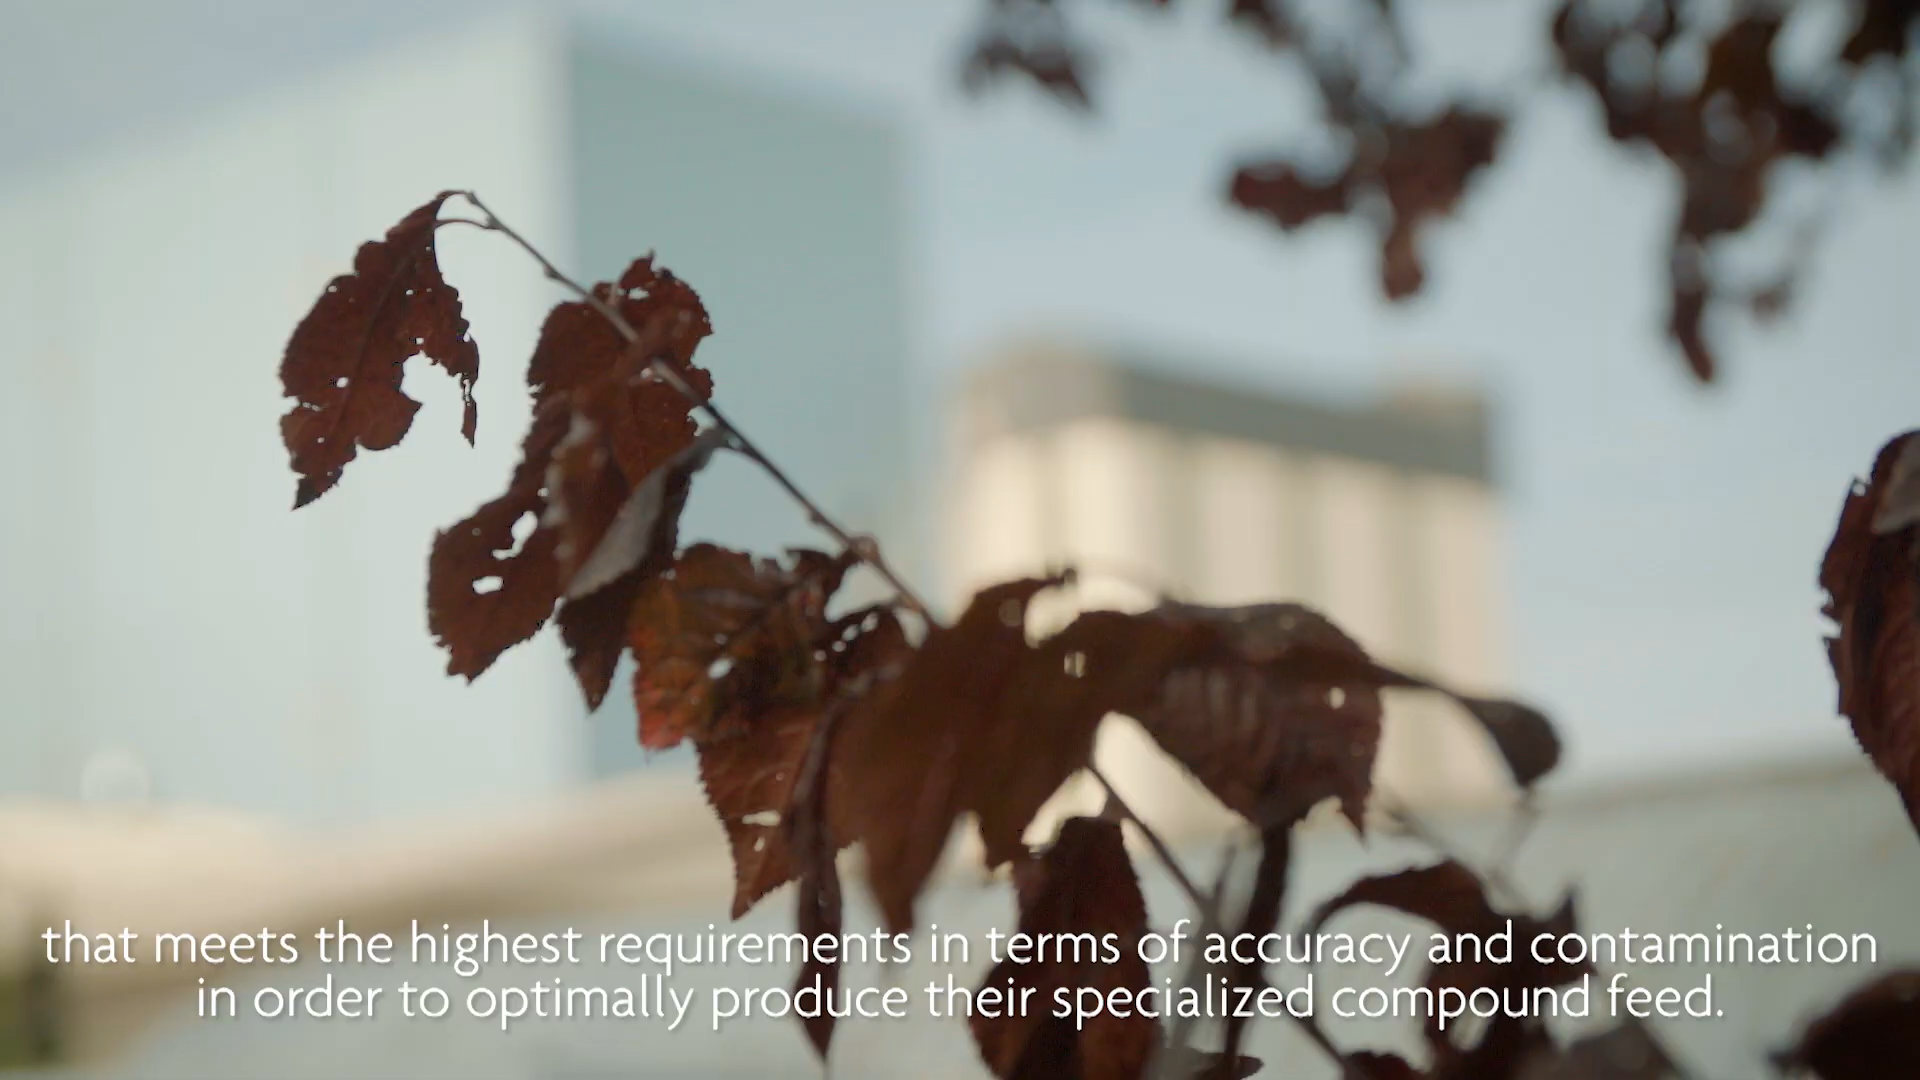 that meets the highest requirements in terms of accuracy and contamination
in order to optimally produce their specialized compound feed.